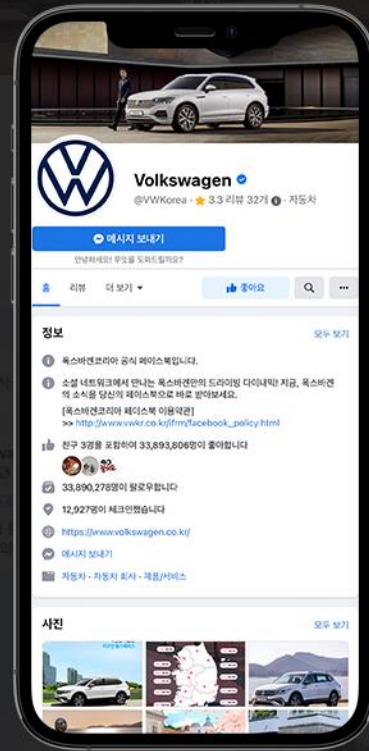 Volkswagen
@VWKorea · 3.3 리뷰 32개 · 자동차
메시지 보내기
안녕하세요! 무엇을 도와드릴까요?
홈 리뷰 더 보기 좋아요
정보 모두 보기
폭스바겐코리아 공식 페이스북입니다.
소셜 네트워크에서 만나는 폭스바겐만의 드라이빙 다이내믹! 지금, 폭스바겐
의 소식을 당신의 페이스북으로 바로 받아보세요.
[폭스바겐코리아 페이스북 이용약관]
>> http://www.vwkr.co.kr/ifrm/facebook_policy.html
친구 3명을 포함하여 33,893,806명이 좋아합니다
33,890,278명이 팔로우합니다
12,927명이 체크인했습니다
https://www.volkswagen.co.kr/
메시지 보내기
자동차 · 자동차 회사 · 제품/서비스
사진 모두 보기